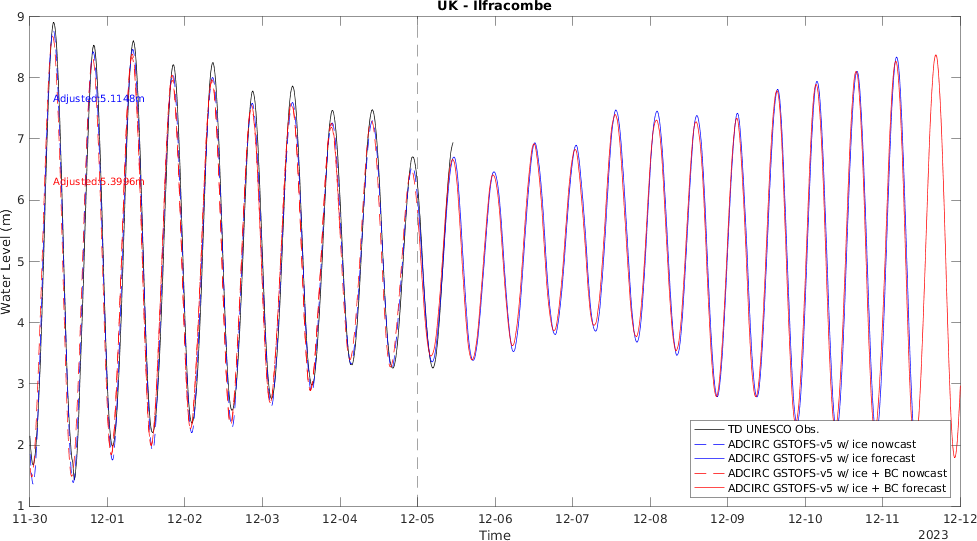 UK - Ilfracombe
9
8
7
6
5
4
3
2
1
Water Level (m)
Adjusted:5.1148m
Adjusted:5.3996m
TD UNESCO Obs.
ADCIRC GSTOFS-v5 w/ ice nowcast
ADCIRC GSTOFS-v5 w/ ice forecast
ADCIRC GSTOFS-v5 w/ ice + BC nowcast
ADCIRC GSTOFS-v5 w/ ice + BC forecast
11-30 12-01 12-02 12-03 12-04 12-05 12-06 12-07 12-08 12-09 12-10 12-11 12-12
Time
2023